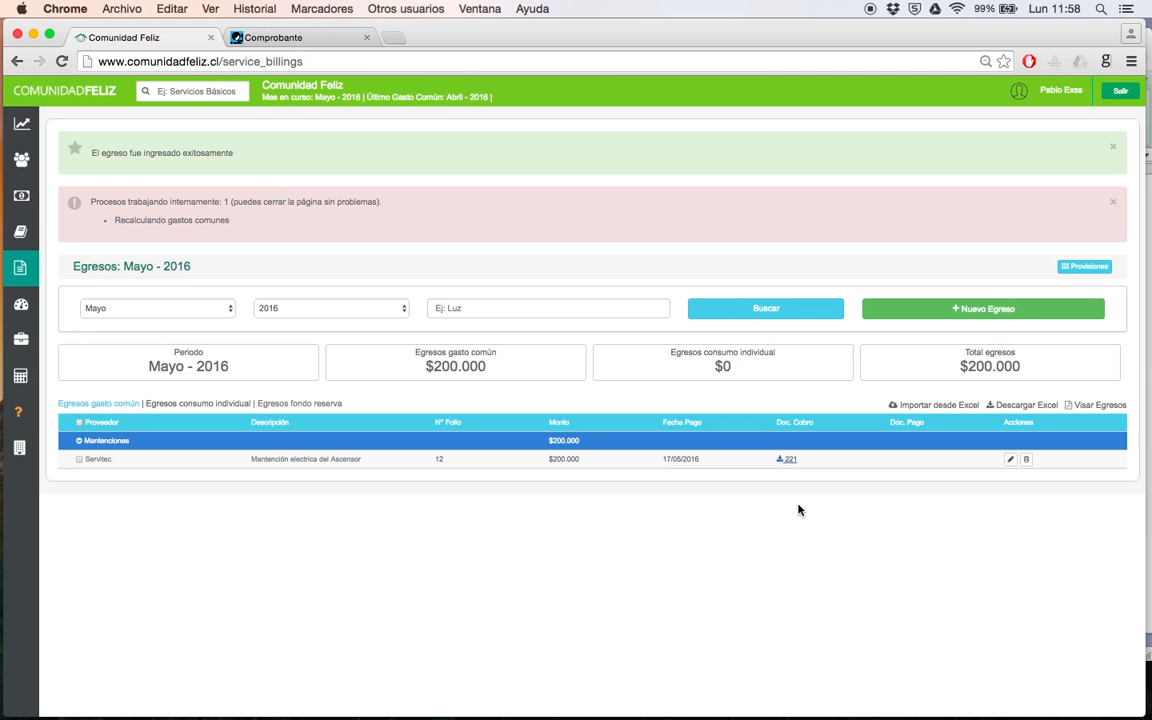 Chrome Archivo Editar Ver Historial Marcadores Otros usuarios Ventana Ayuda 99% Lun 11:58
Comunidad Feliz Comprobante
www.comunidadfeliz.cl/service_billings
COMUNIDADFELIZ Ej: Servicios Básicos Comunidad Feliz Pablo Exss Salir
Mes en curso: Mayo - 2016 | Último Gasto Común: Abril - 2016 |
El egreso fue ingresado exitosamente
Procesos trabajando internamente: 1 (puedes cerrar la página sin problemas).
• Recalculando gastos comunes
Egresos: Mayo - 2016 Provisiones
Mayo 2016 Ej: Luz Buscar + Nuevo Egreso
Periodo Egresos gasto común Egresos consumo individual Total egresos
Mayo - 2016 $200.000 $0 $200.000
Egresos gasto común | Egresos consumo individual | Egresos fondo reserva Importar desde Excel Descargar Excel Visar Egresos
Proveedor Descripción N° Folio Monto Fecha Pago Doc. Cobro Doc. Pago Acciones
Mantenciones $200.000
Servitec Mantención electrica del Ascensor 12 $200.000 17/05/2016 221